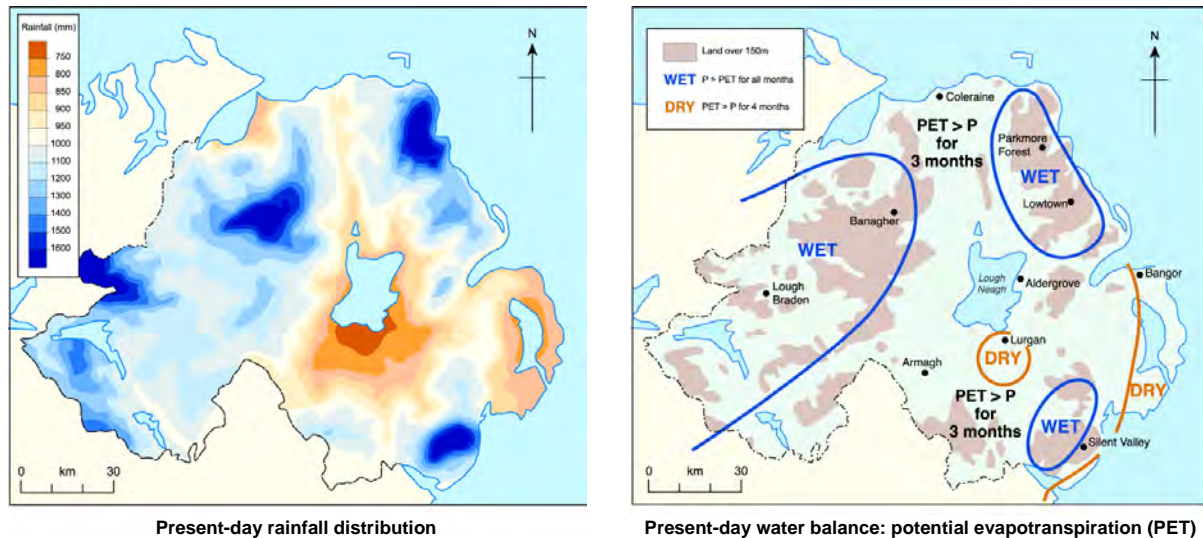 Rainfall (mm)
750
800
850
950
1000
1100
1200
1300
1400
1600
N
0
km
30
Present-day rainfall distribution
Land over 150m
WET P > PET for all months
DRY PET > P for 4 months
N
Coleraine
PET > P
for
3 months
Parkmore
Forest
WET
Lowtown
Banagher
WET
Lough
Braden
Lough
Neagh
Aldergrove
Bangor
Lurgan
DRY
Armagh
DRY
PET > P
for
3 months
WET
Silent Valley
0
km
30
Present-day water balance: potential evapotranspiration (PET)